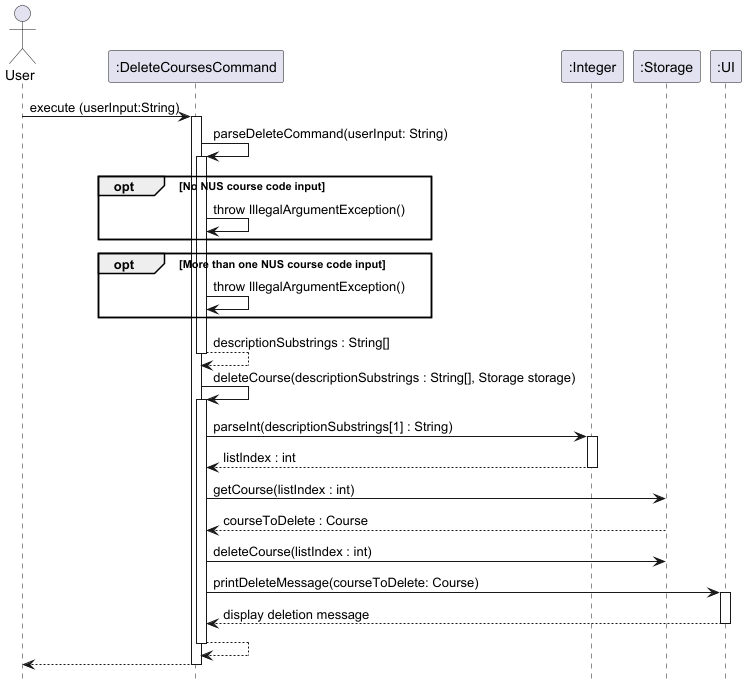 User
:DeleteCoursesCommand
:Integer
:Storage
:UI
execute (userInput:String)
parseDeleteCommand(userInput: String)
opt
[No NUS course code input]
throw IllegalArgumentException()
opt
[More than one NUS course code input]
throw IllegalArgumentException()
descriptionSubstrings : String[]
deleteCourse(descriptionSubstrings : String[], Storage storage)
parseInt(descriptionSubstrings[1] : String)
listIndex : int
getCourse(listIndex : int)
courseToDelete : Course
deleteCourse(listIndex : int)
printDeleteMessage(courseToDelete: Course)
display deletion message